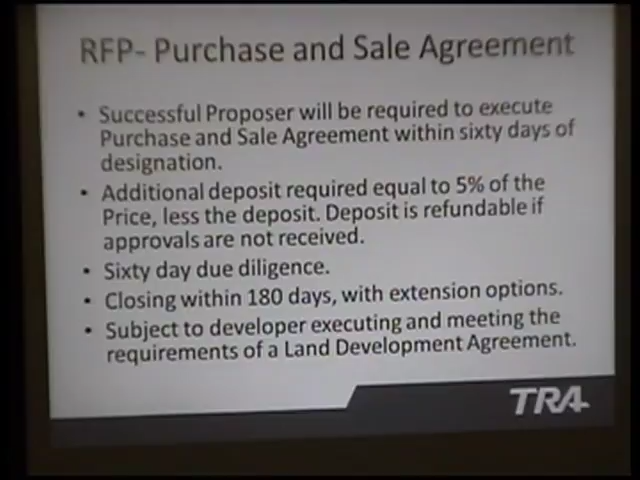 RFP- Purchase and Sale Agreement
• Successful Proposer will be required to execute
Purchase and Sale Agreement within sixty days of
designation.
• Additional deposit required equal to 5% of the
Price, less the deposit. Deposit is refundable if
approvals are not received.
• Sixty day due diligence.
• Closing within 180 days, with extension options.
• Subject to developer executing and meeting the
requirements of a Land Development Agreement.
TRA